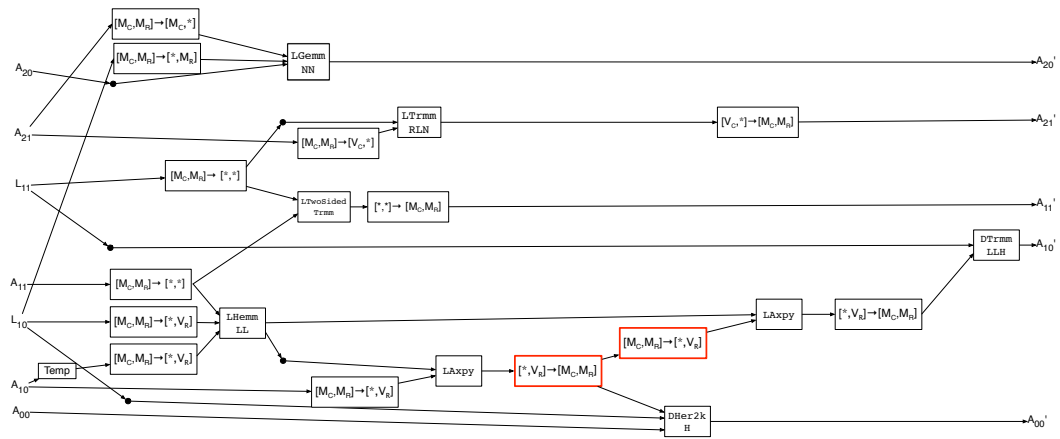 [M_C,M_R]→[M_C,*]
[M_C,M_R]→[*,M_R]
LGemm
NN
A_20
A_20'
LTrmm
RLN
[V_C,*]→[M_C,M_R]
A_21'
A_21
[M_C,M_R]→[V_C,*]
L_11
[M_C,M_R]→ [*,*]
LTwoSided
Trmm
[*,*]→ [M_C,M_R]
A_11'
DTrmm
LLH
A_10'
A_11
[M_C,M_R]→ [*,*]
L_10
[M_C,M_R]→[*,V_R]
LHemm
LL
LAxpy
[*,V_R]→[M_C,M_R]
[M_C,M_R]→[*,V_R]
[M_C,M_R]→[*,V_R]
Temp
LAxpy
[*,V_R]→[M_C,M_R]
A_10
[M_C,M_R]→[*,V_R]
A_00
DHer2k
H
A_00'